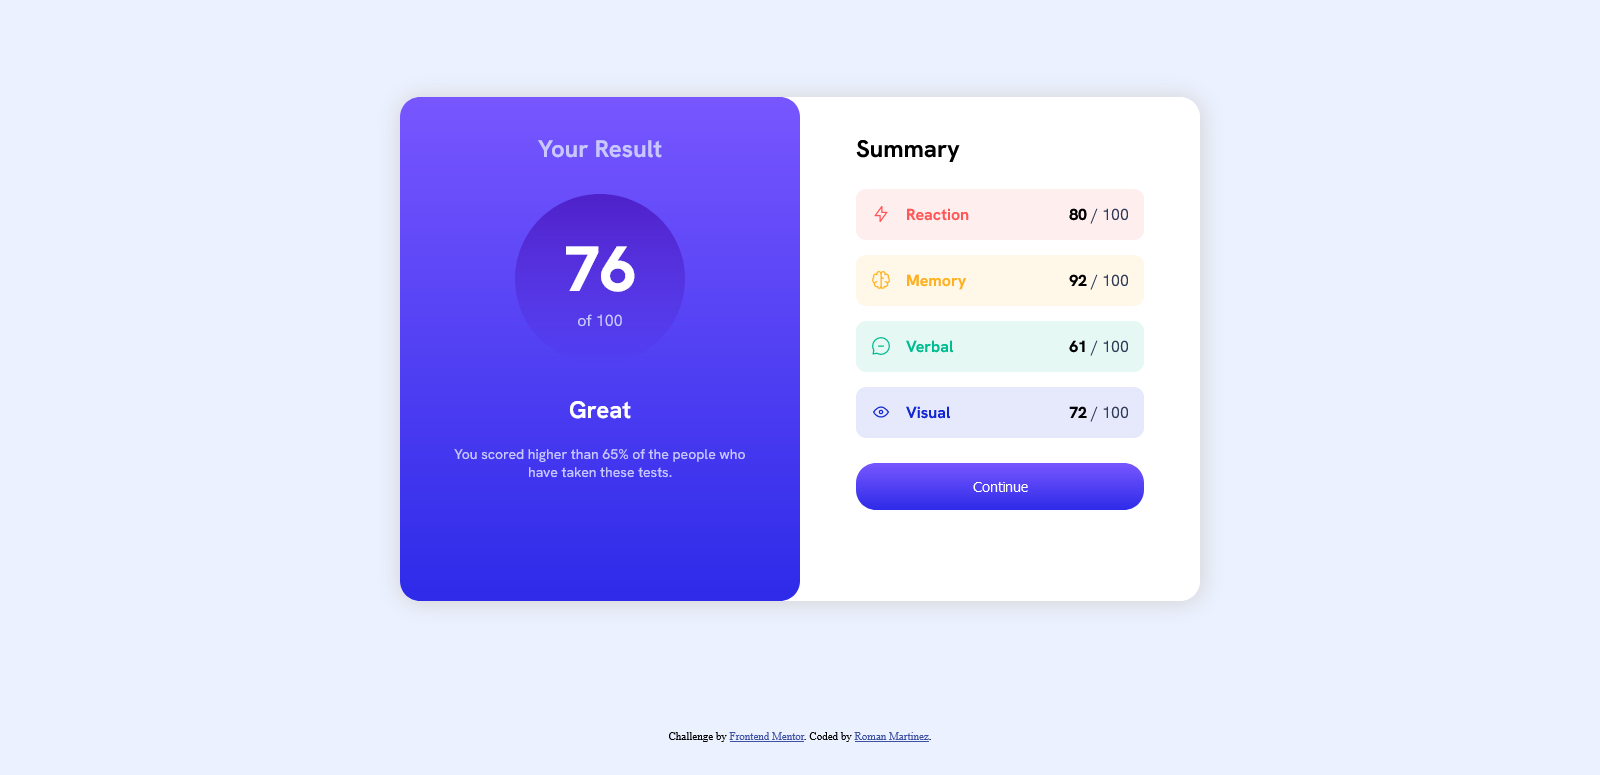 Your Result
76
of 100
Great
You scored higher than 65% of the people who
have taken these tests.
Summary
Reaction 80 / 100
Memory 92 / 100
Verbal 61 / 100
Visual 72 / 100
Continue
Challenge by Frontend Mentor. Coded by Roman Martinez.